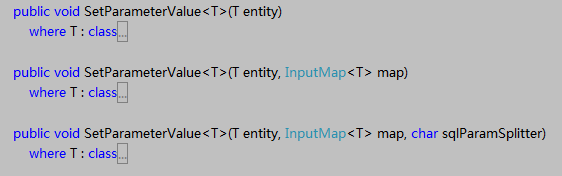 public void SetParameterValue<T>(T entity)
where T : class...
public void SetParameterValue<T>(T entity, InputMap<T> map)
where T : class...
public void SetParameterValue<T>(T entity, InputMap<T> map, char sqlParamSplitter)
where T : class...